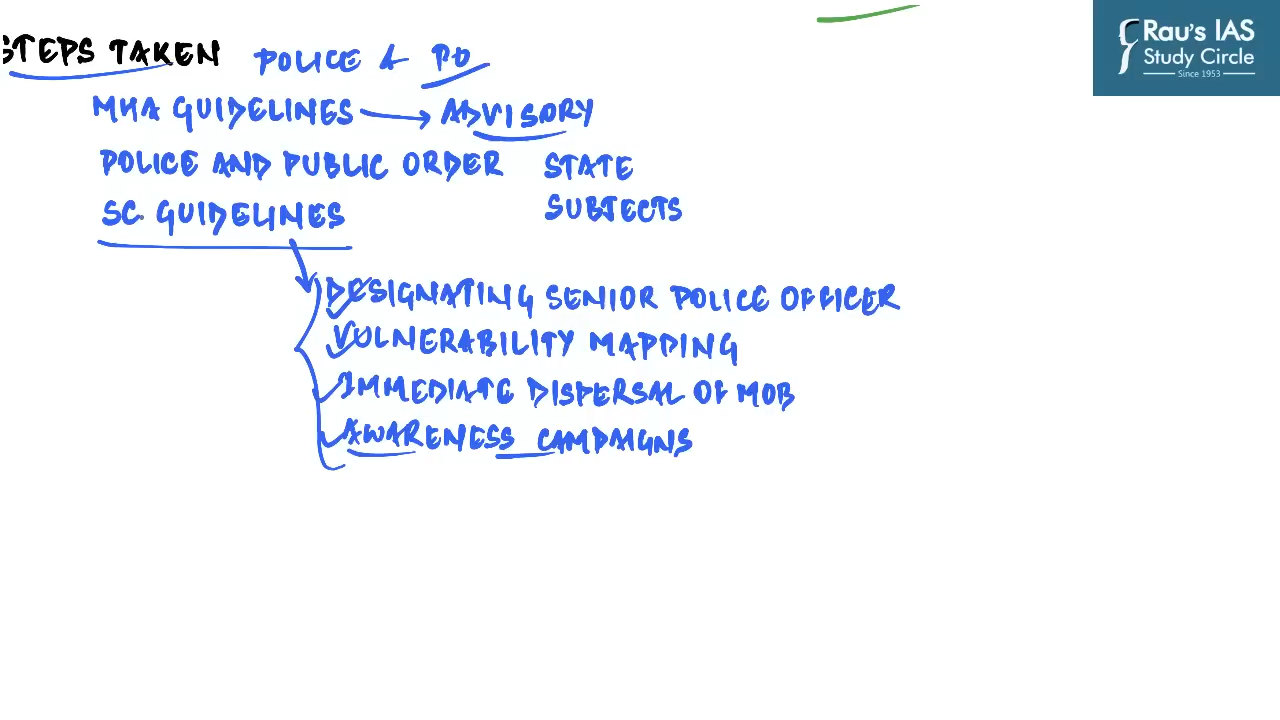 STEPS TAKEN POLICE & PO
MHA GUIDELINES → ADVISORY
POLICE AND PUBLIC ORDER STATE
SUBJECTS
SC GUIDELINES
DESIGNATING SENIOR POLICE OFFICER
VULNERABILITY MAPPING
IMMEDIATE DISPERSAL OF MOB
AWARENESS CAMPAIGNS
Rau's IAS
Study Circle
Since 1953